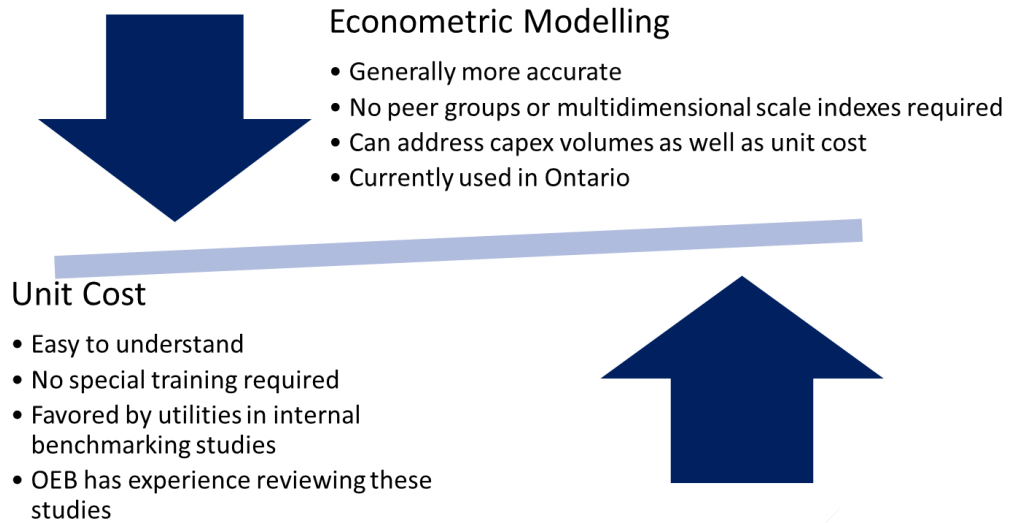 Econometric Modelling
• Generally more accurate
• No peer groups or multidimensional scale indexes required
• Can address capex volumes as well as unit cost
• Currently used in Ontario
Unit Cost
• Easy to understand
• No special training required
• Favored by utilities in internal
benchmarking studies
• OEB has experience reviewing these
studies